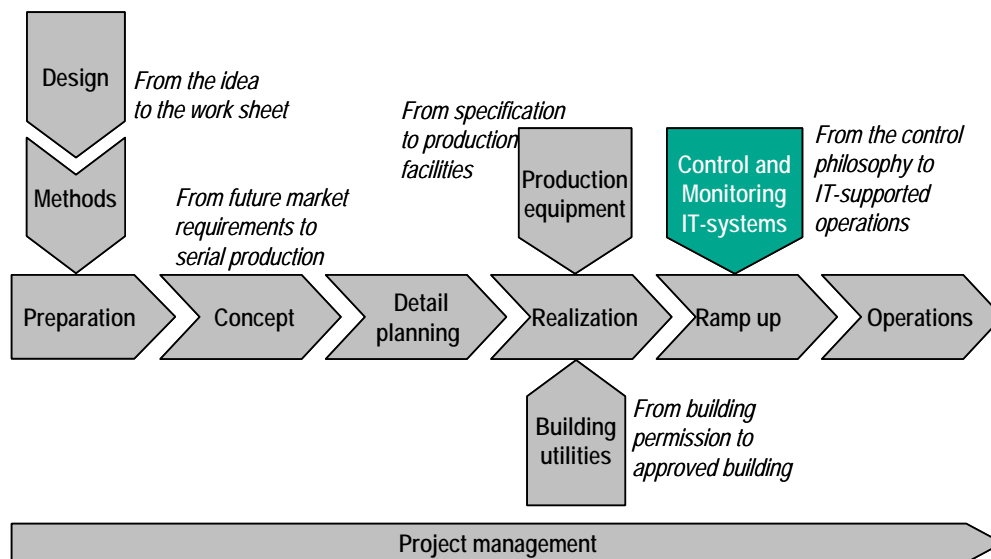 Design
From the idea
to the work sheet
Methods
From future market
requirements to
serial production
From specification
to production
facilities
Production
equipment
Control and
Monitoring
IT-systems
From the control
philosophy to
IT-supported
operations
Preparation
Concept
Detail
planning
Realization
Ramp up
Operations
Building
utilities
From building
permission to
approved building
Project management